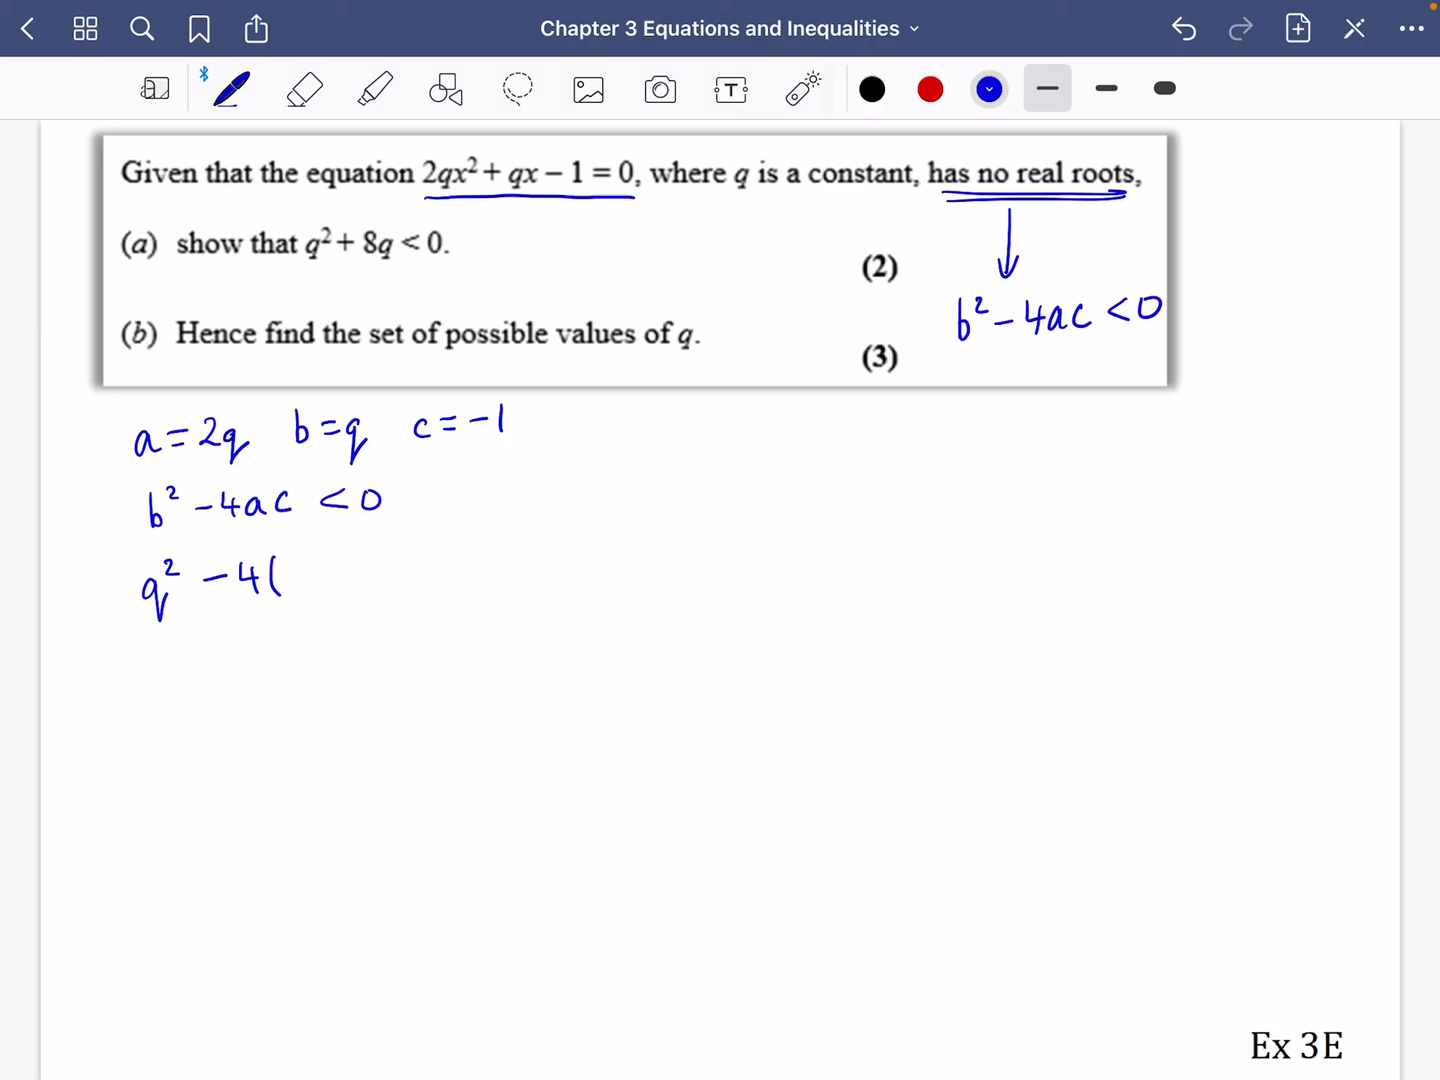 Chapter 3 Equations and Inequalities
T
Given that the equation 2qx² + qx − 1 = 0, where q is a constant, has no real roots,
(a) show that q² + 8q < 0.
(2)
b² − 4ac < 0
(b) Hence find the set of possible values of q.
(3)
a = 2q b = q c = −1
b² − 4ac < 0
q² − 4(
Ex 3E